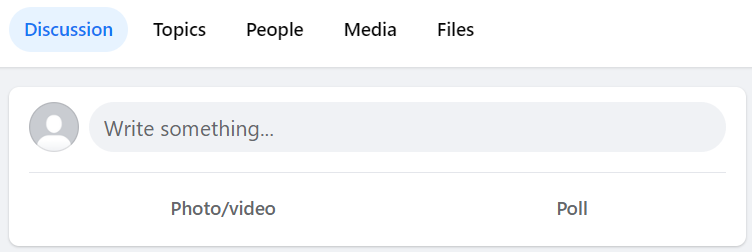 Discussion Topics People Media Files
Write something...
Photo/video Poll